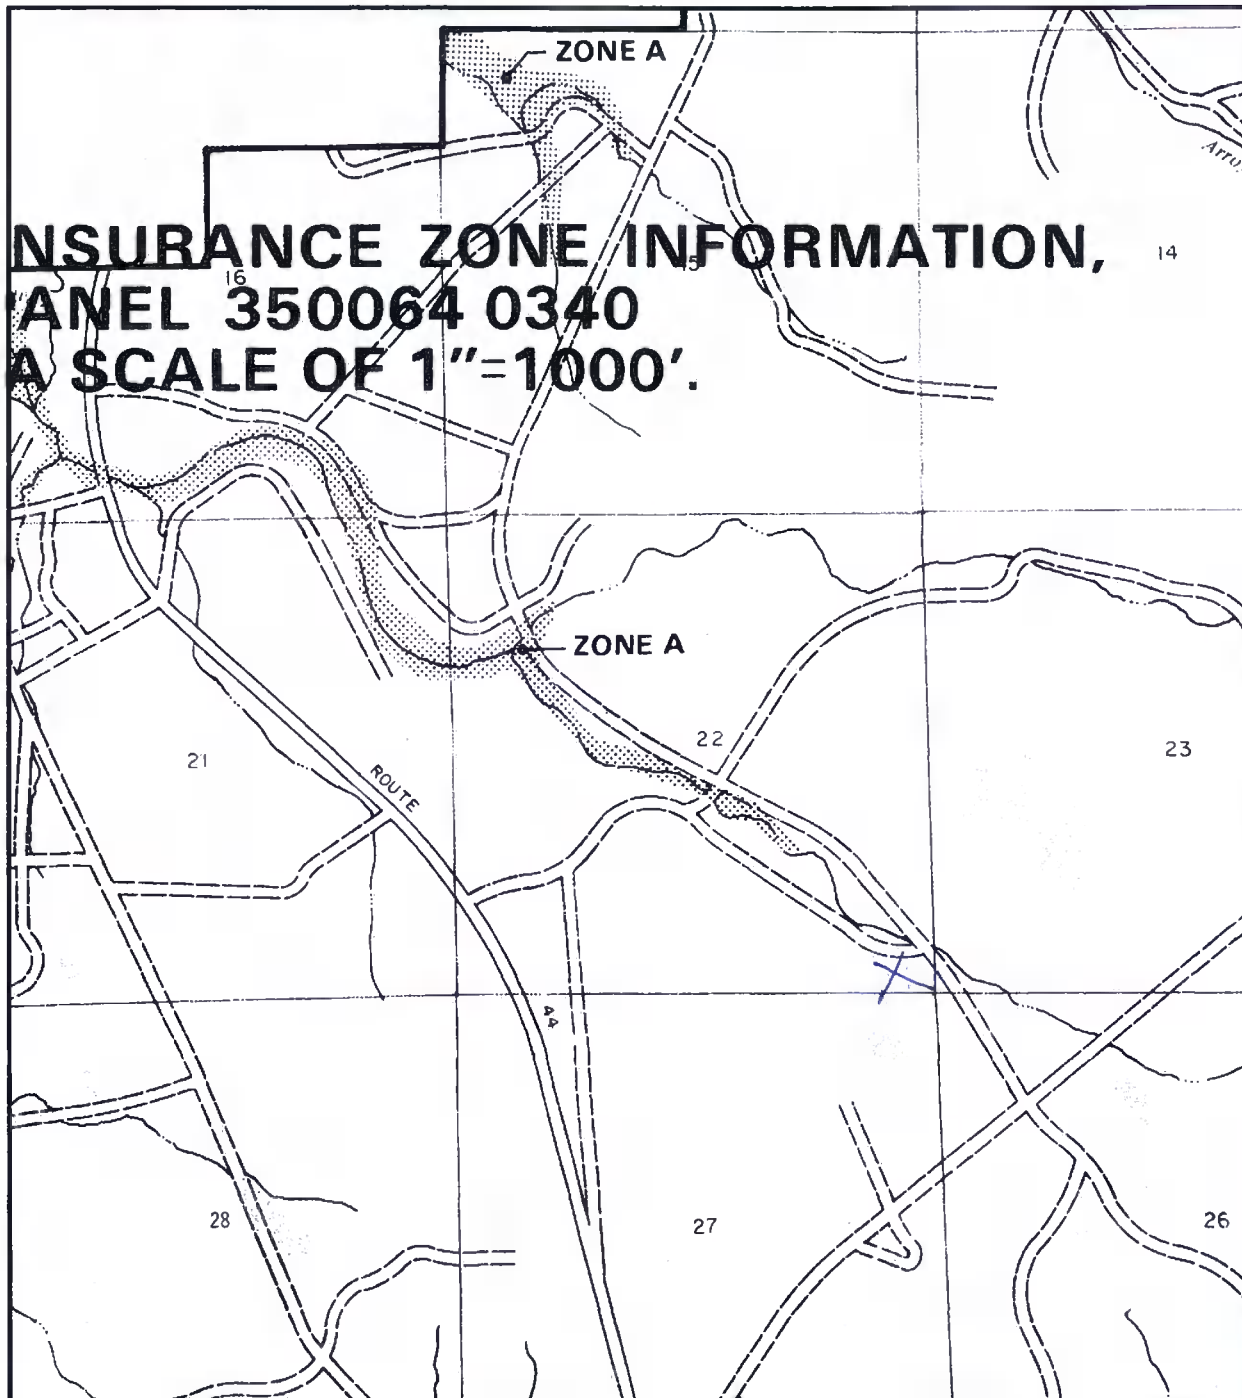 ZONE A
Arro
NSURANCE ZONE INFORMATION,
14
15
16
ANEL 350064 0340
A SCALE OF 1"=1000'.
ZONE A
22
23
21
ROUTE
44
28
27
26